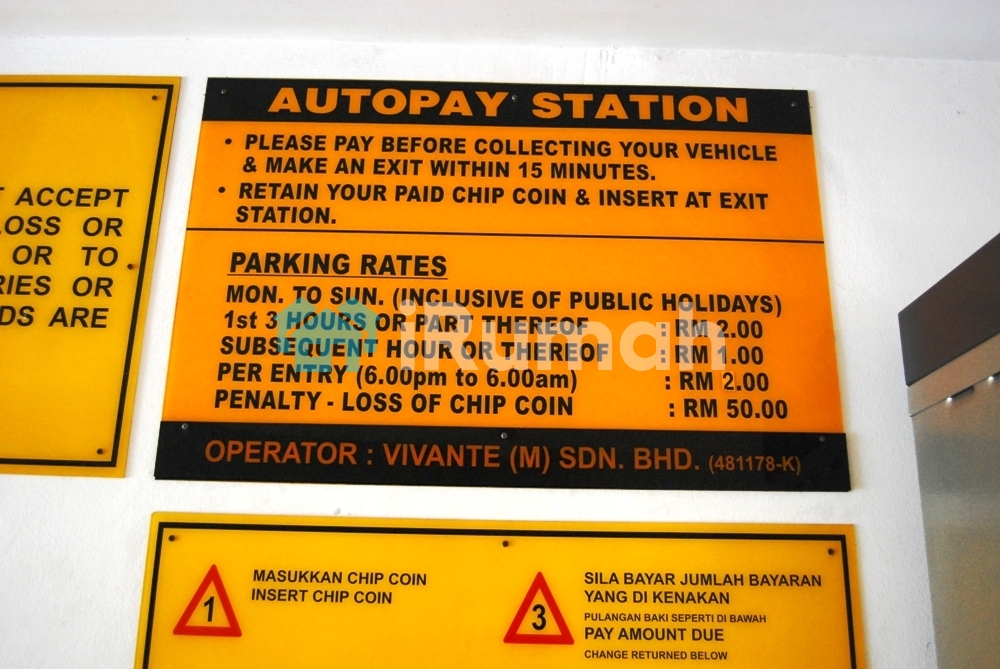 AUTOPAY STATION
• PLEASE PAY BEFORE COLLECTING YOUR VEHICLE
& MAKE AN EXIT WITHIN 15 MINUTES.
• RETAIN YOUR PAID CHIP COIN & INSERT AT EXIT
STATION.
PARKING RATES
MON. TO SUN. (INCLUSIVE OF PUBLIC HOLIDAYS)
1st 3 HOURS OR PART THEREOF : RM 2.00
SUBSEQUENT HOUR OR THEREOF : RM 1.00
PER ENTRY (6.00pm to 6.00am) : RM 2.00
PENALTY - LOSS OF CHIP COIN : RM 50.00
OPERATOR : VIVANTE (M) SDN. BHD. (481178-K)
iRumah
ACCEPT
LOSS OR
OR TO
OR
ARE
1
MASUKKAN CHIP COIN
INSERT CHIP COIN
3
SILA BAYAR JUMLAH BAYARAN
YANG DI KENAKAN
PULANGAN BAKI SEPERTI DI BAWAH
PAY AMOUNT DUE
CHANGE RETURNED BELOW